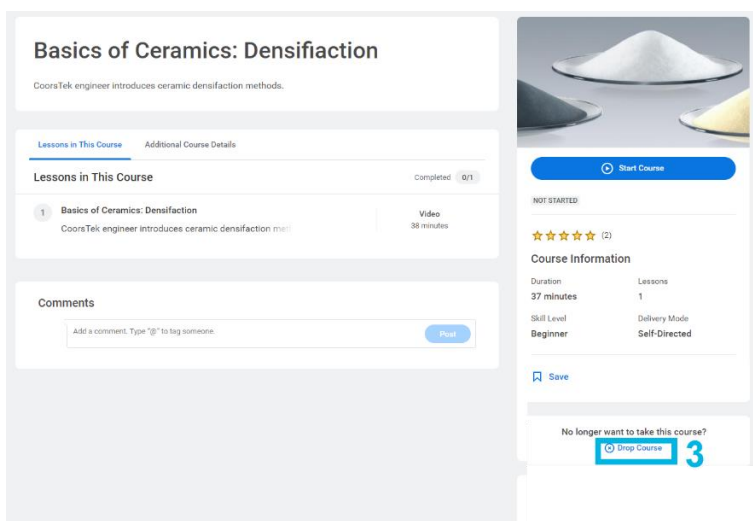 Basics of Ceramics: Densifiaction
CoorsTek engineer introduces ceramic densifaction methods.
Lessons in This Course Additional Course Details
Lessons in This Course Completed 0/1
1 Basics of Ceramics: Densifaction
CoorsTek engineer introduces ceramic densifaction met
Video
38 minutes
Comments
Add a comment. Type "@" to tag someone.
Post
Start Course
NOT STARTED
(2)
Course Information
Duration Lessons
37 minutes 1
Skill Level Delivery Mode
Beginner Self-Directed
Save
No longer want to take this course?
Drop Course 3